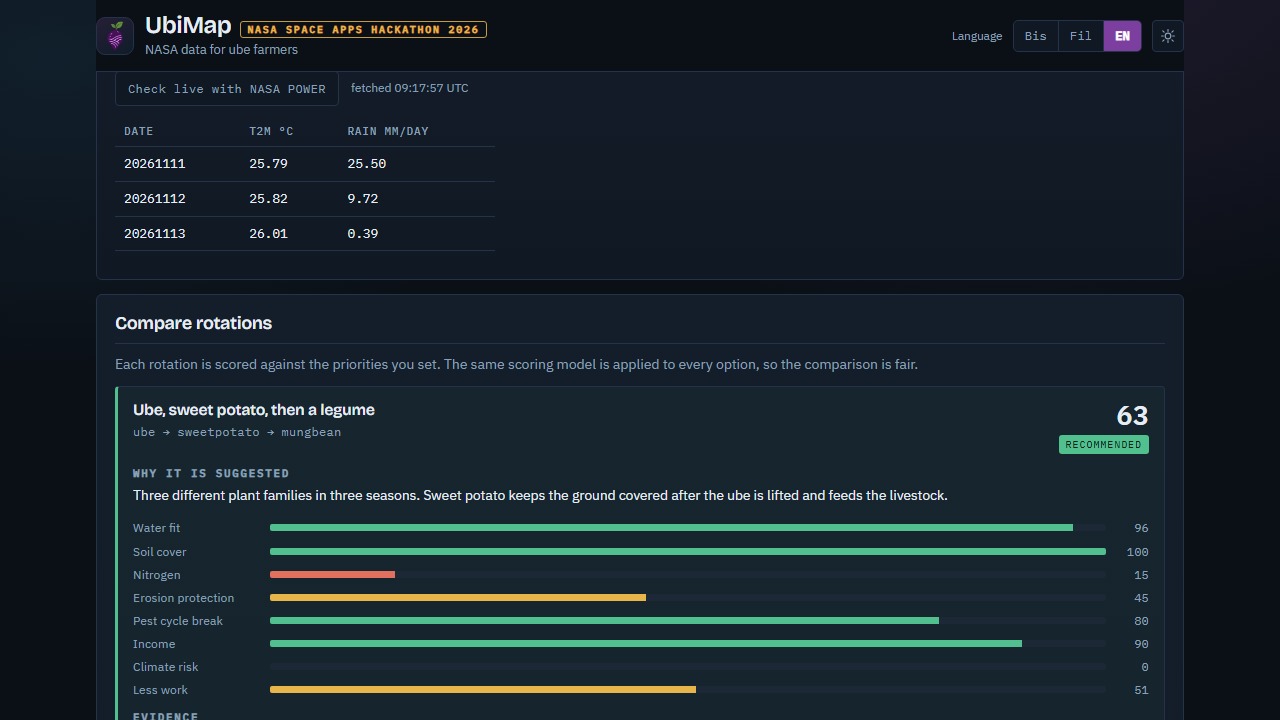 UbiMap NASA SPACE APPS HACKATHON 2026
NASA data for ube farmers
Language Bis Fil EN
Check live with NASA POWER fetched 09:17:57 UTC
DATE T2M °C RAIN MM/DAY
20261111 25.79 25.50
20261112 25.82 9.72
20261113 26.01 0.39
Compare rotations
Each rotation is scored against the priorities you set. The same scoring model is applied to every option, so the comparison is fair.
Ube, sweet potato, then a legume 63
ube → sweetpotato → mungbean
RECOMMENDED
WHY IT IS SUGGESTED
Three different plant families in three seasons. Sweet potato keeps the ground covered after the ube is lifted and feeds the livestock.
Water fit 96
Soil cover 100
Nitrogen 15
Erosion protection 45
Pest cycle break 80
Income 90
Climate risk 0
Less work 51
EVIDENCE